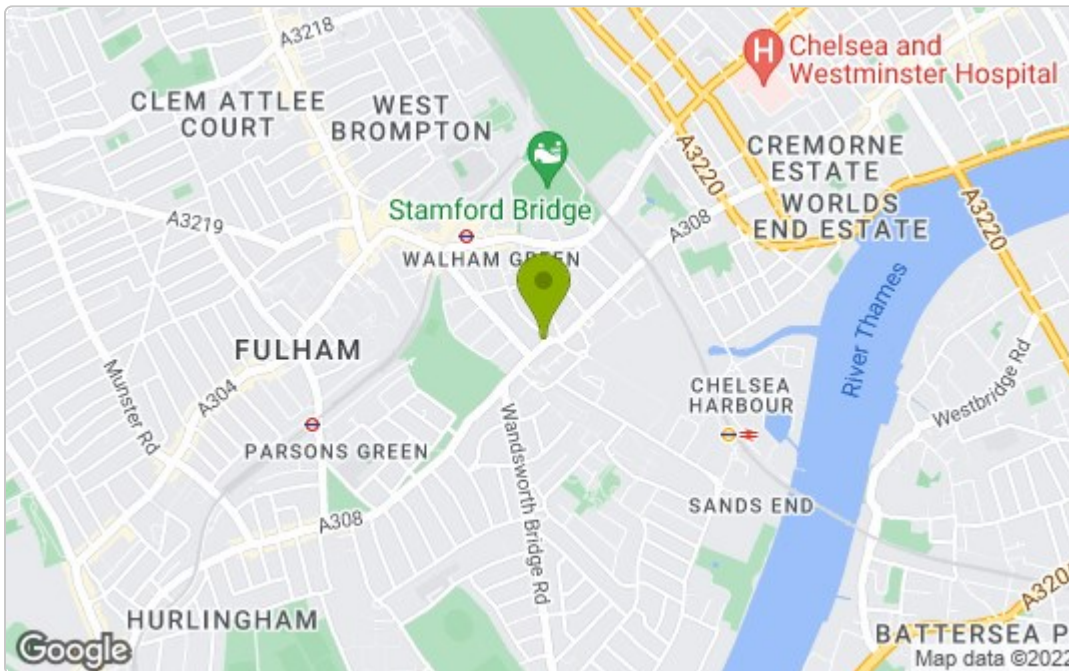 A3218
Chelsea and
Westminster Hospital
CLEM ATTLEE
COURT
WEST
BROMPTON
A3220
CREMORNE
ESTATE
WORLDS
END ESTATE
A3219
Stamford Bridge
A308
A3220
WALHAM GREEN
River Thames
FULHAM
Munster Rd
A304
CHELSEA
HARBOUR
Westbridge Rd
PARSONS GREEN
Wandsworth Bridge Rd
SANDS END
A308
HURLINGHAM
A320
BATTERSEA P
Google
Map data ©2022